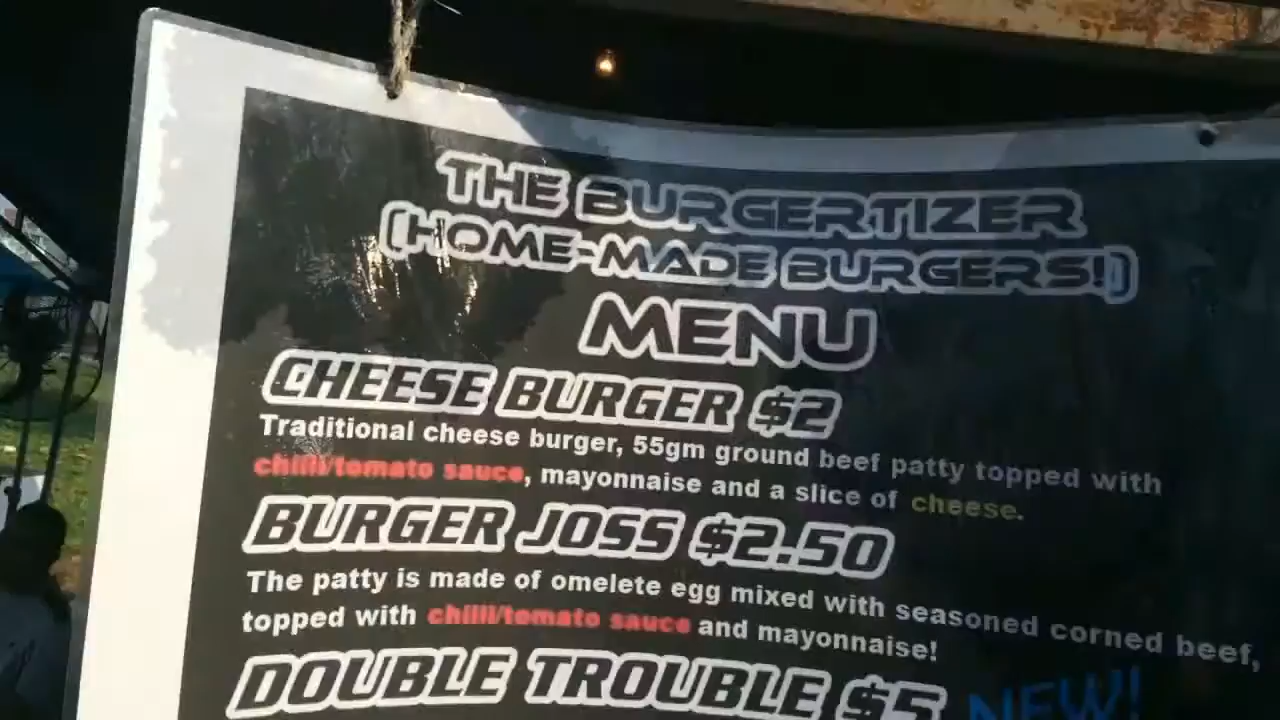 THE BURGERTIZER
(HOME-MADE BURGERS!)
MENU
CHEESE BURGER $2
Traditional cheese burger, 55gm ground beef patty topped with
chilli/tomato sauce, mayonnaise and a slice of cheese.
BURGER JOSS $2.50
The patty is made of omelete egg mixed with seasoned corned beef,
topped with chilli/tomato sauce and mayonnaise!
DOUBLE TROUBLE $5 NEW!